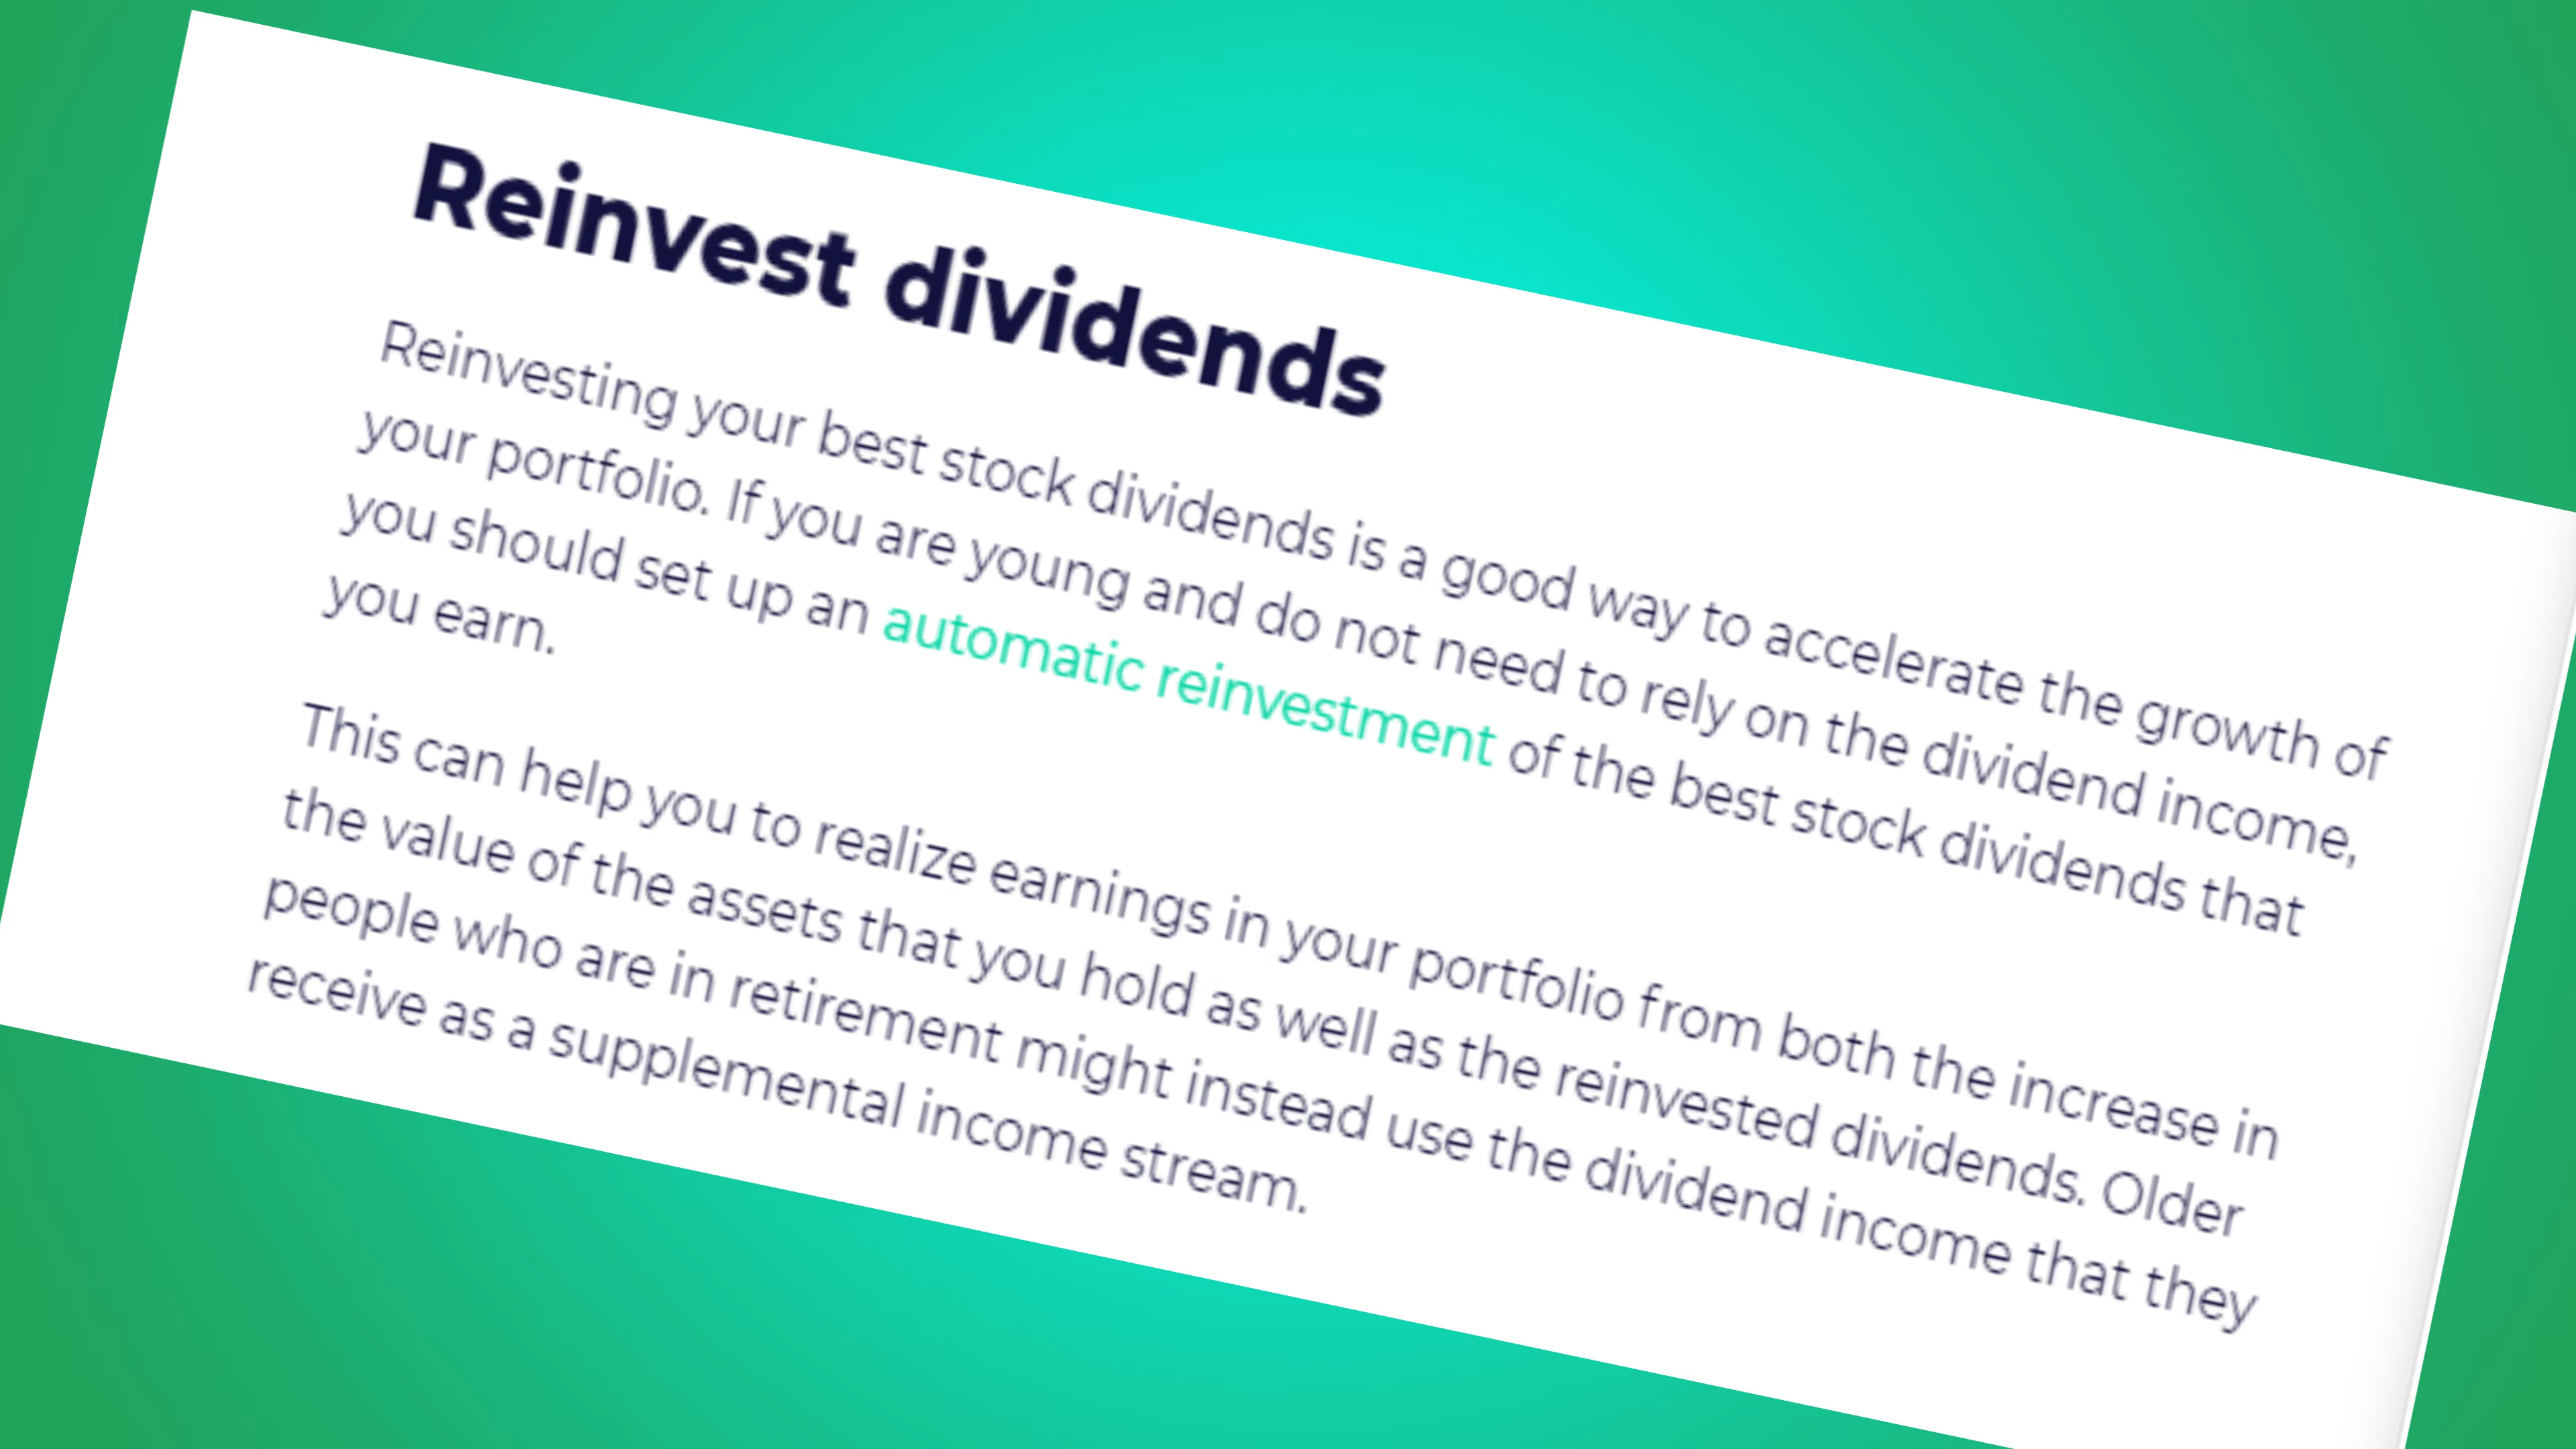 Reinvest dividends
Reinvesting your best stock dividends is a good way to accelerate the growth of
your portfolio. If you are young and do not need to rely on the dividend income,
you should set up an automatic reinvestment of the best stock dividends that
you earn.
This can help you to realize earnings in your portfolio from both the increase in
the value of the assets that you hold as well as the reinvested dividends. Older
people who are in retirement might instead use the dividend income that they
receive as a supplemental income stream.